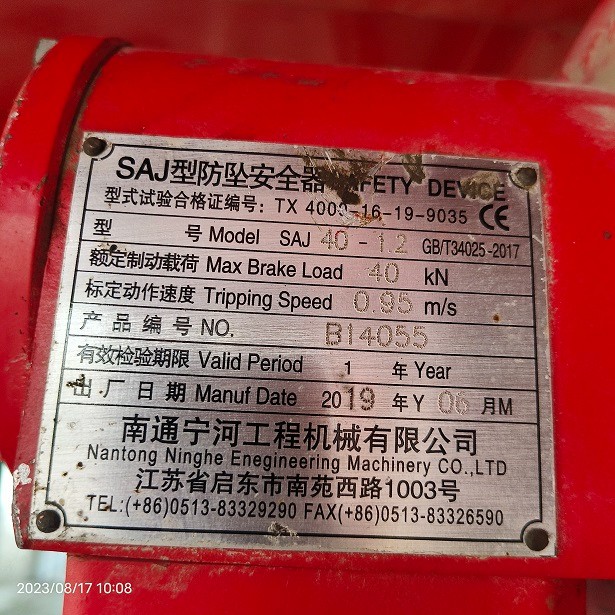 SAJ型防坠安全器 SAFETY DEVICE
型式试验合格证编号: TX 4003-16-19-9035 CE
型 号 Model SAJ 40-1.2 GB/T34025-2017
额定制动载荷 Max Brake Load 40 kN
标定动作速度 Tripping Speed 0.95 m/s
产品编号 NO. B14055
有效检验期限 Valid Period 1 年 Year
出厂日期 Manuf Date 2019 年Y 06 月M
南通宁河工程机械有限公司
Nantong Ninghe Enegineering Machinery CO.,LTD
江苏省启东市南苑西路1003号
TEL:(+86)0513-83329290 FAX(+86)0513-83326590
2023/08/17 10:08